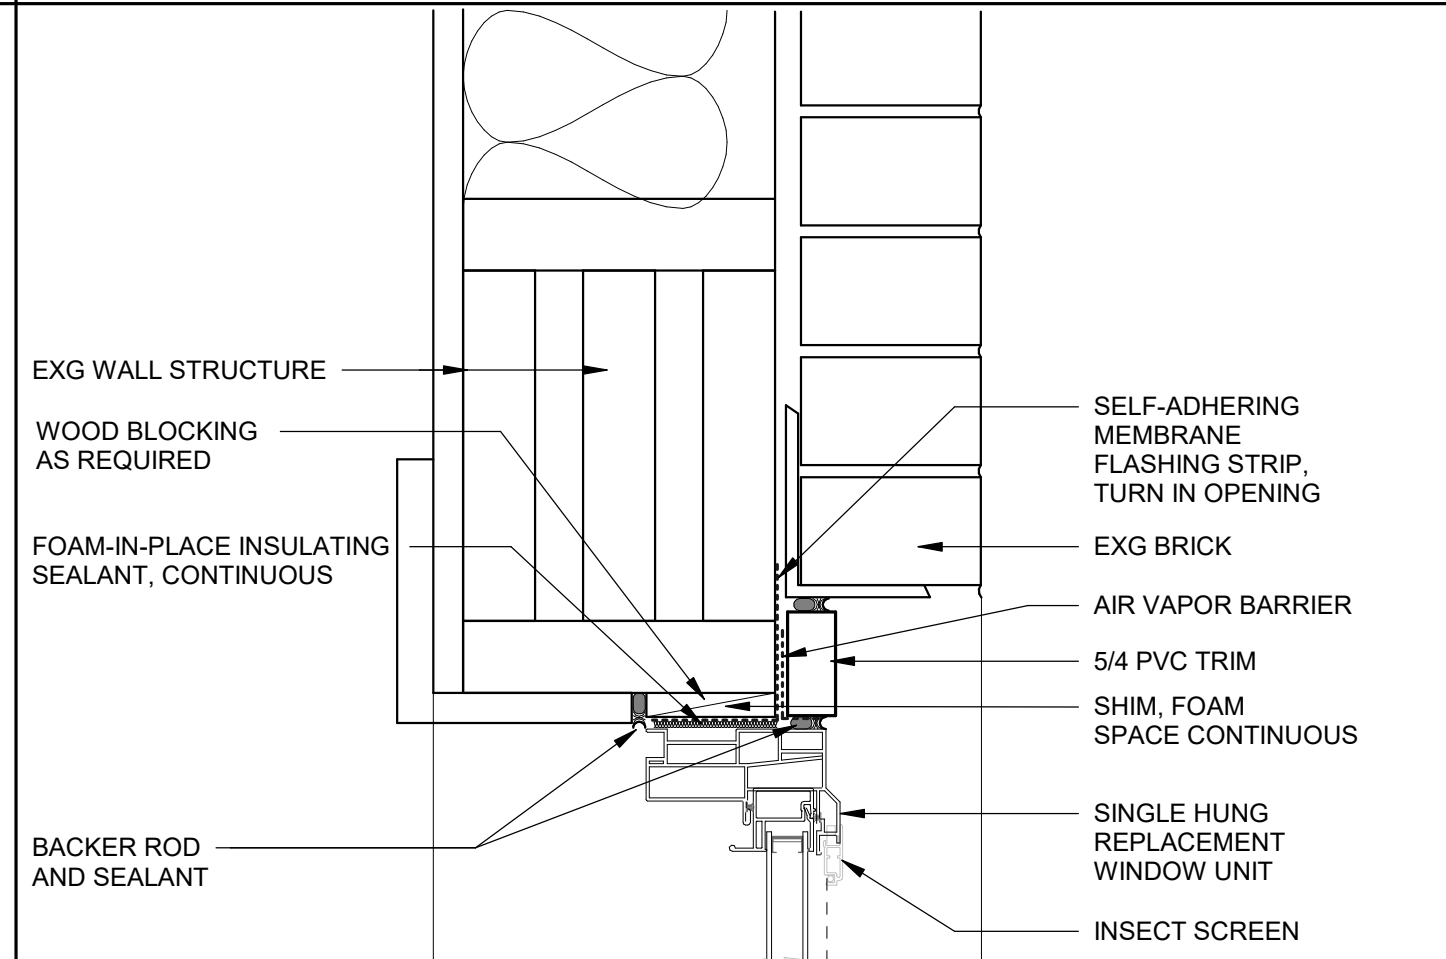 EXG WALL STRUCTURE
WOOD BLOCKING
AS REQUIRED
FOAM-IN-PLACE INSULATING
SEALANT, CONTINUOUS
BACKER ROD
AND SEALANT
SELF-ADHERING
MEMBRANE
FLASHING STRIP,
TURN IN OPENING
EXG BRICK
AIR VAPOR BARRIER
5/4 PVC TRIM
SHIM, FOAM
SPACE CONTINUOUS
SINGLE HUNG
REPLACEMENT
WINDOW UNIT
INSECT SCREEN